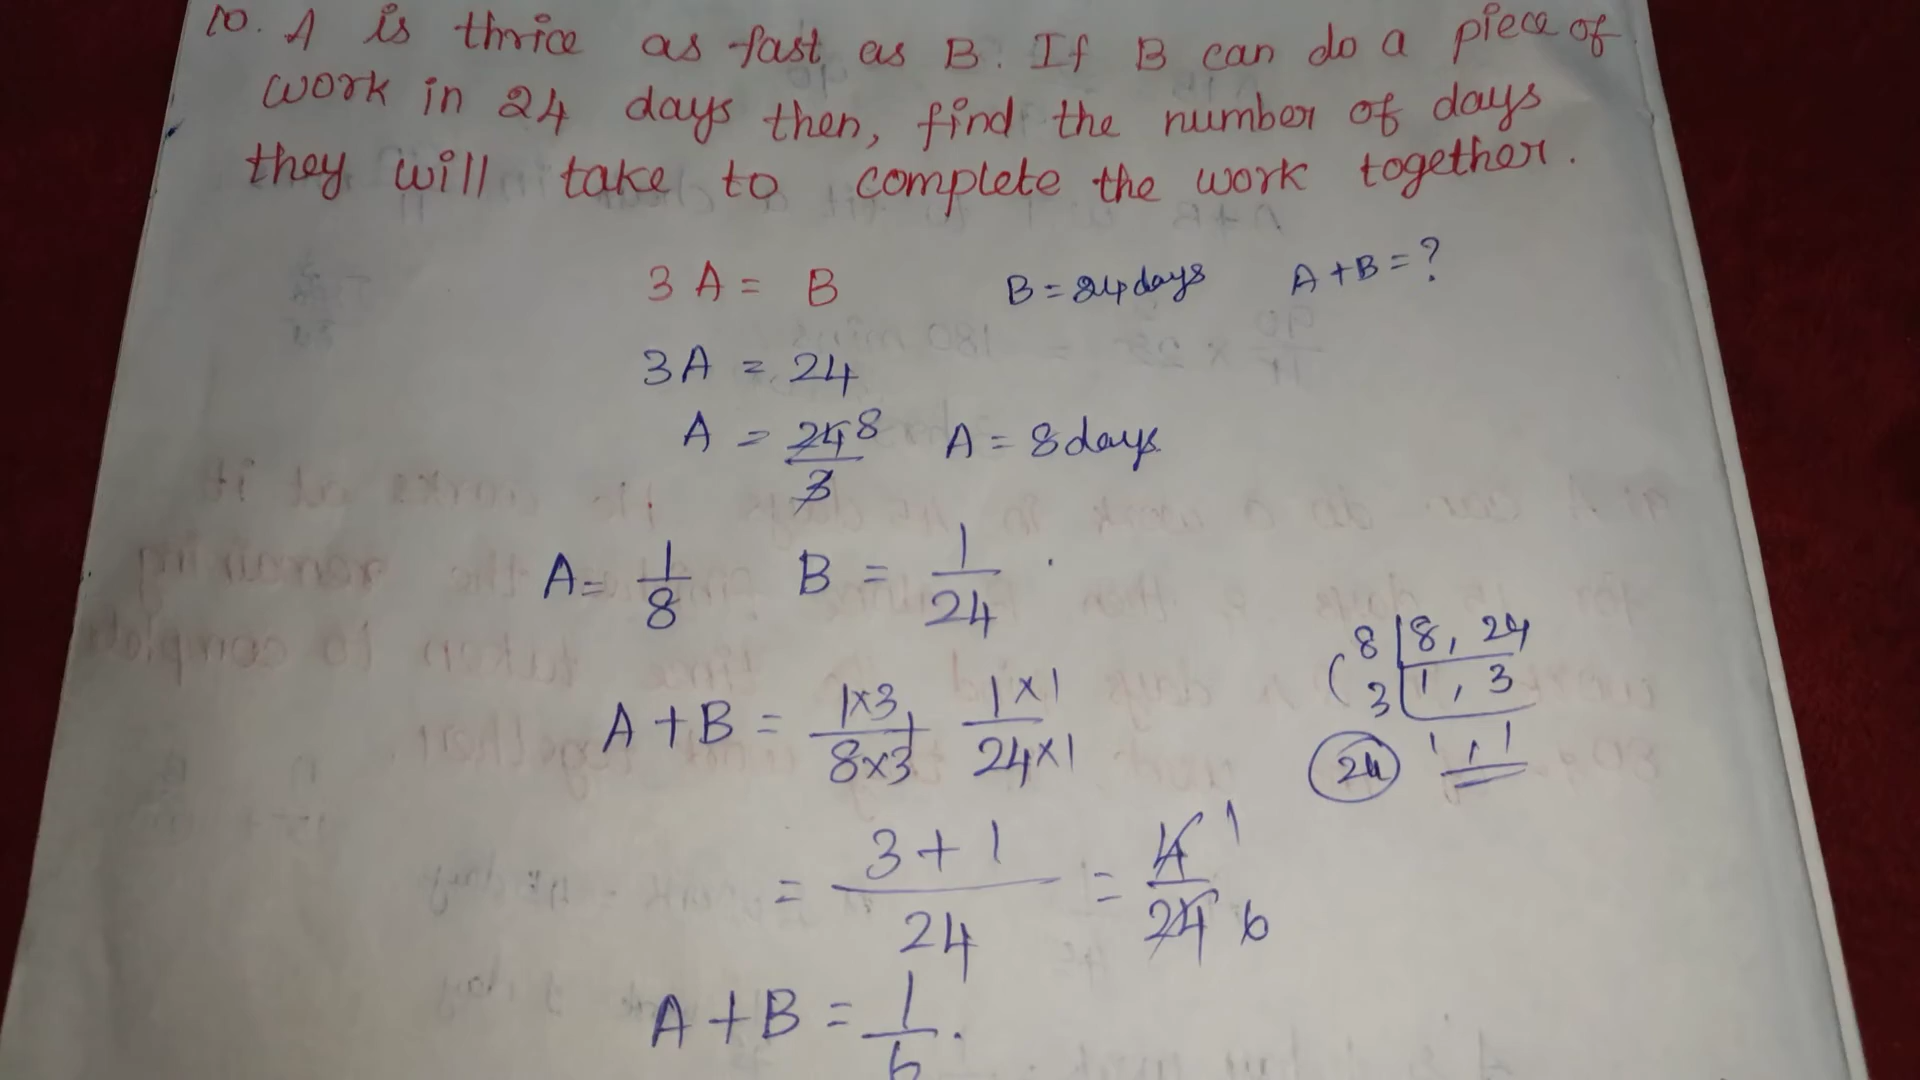 10. A is thrice as fast as B. If B can do a piece of
work in 24 days then, find the number of days
they will take to complete the work together.
3 A = B B = 24 days A + B = ?
3A = 24
A = 24/3 8 A = 8 days
A = 1/8 B = 1/24 .
8 | 8, 24
3 | 1, 3
24 1, 1
A + B = 1×3/8×3 + 1×1/24×1
= 3+1/24 = 4/24 1 6
A + B = 1/6.